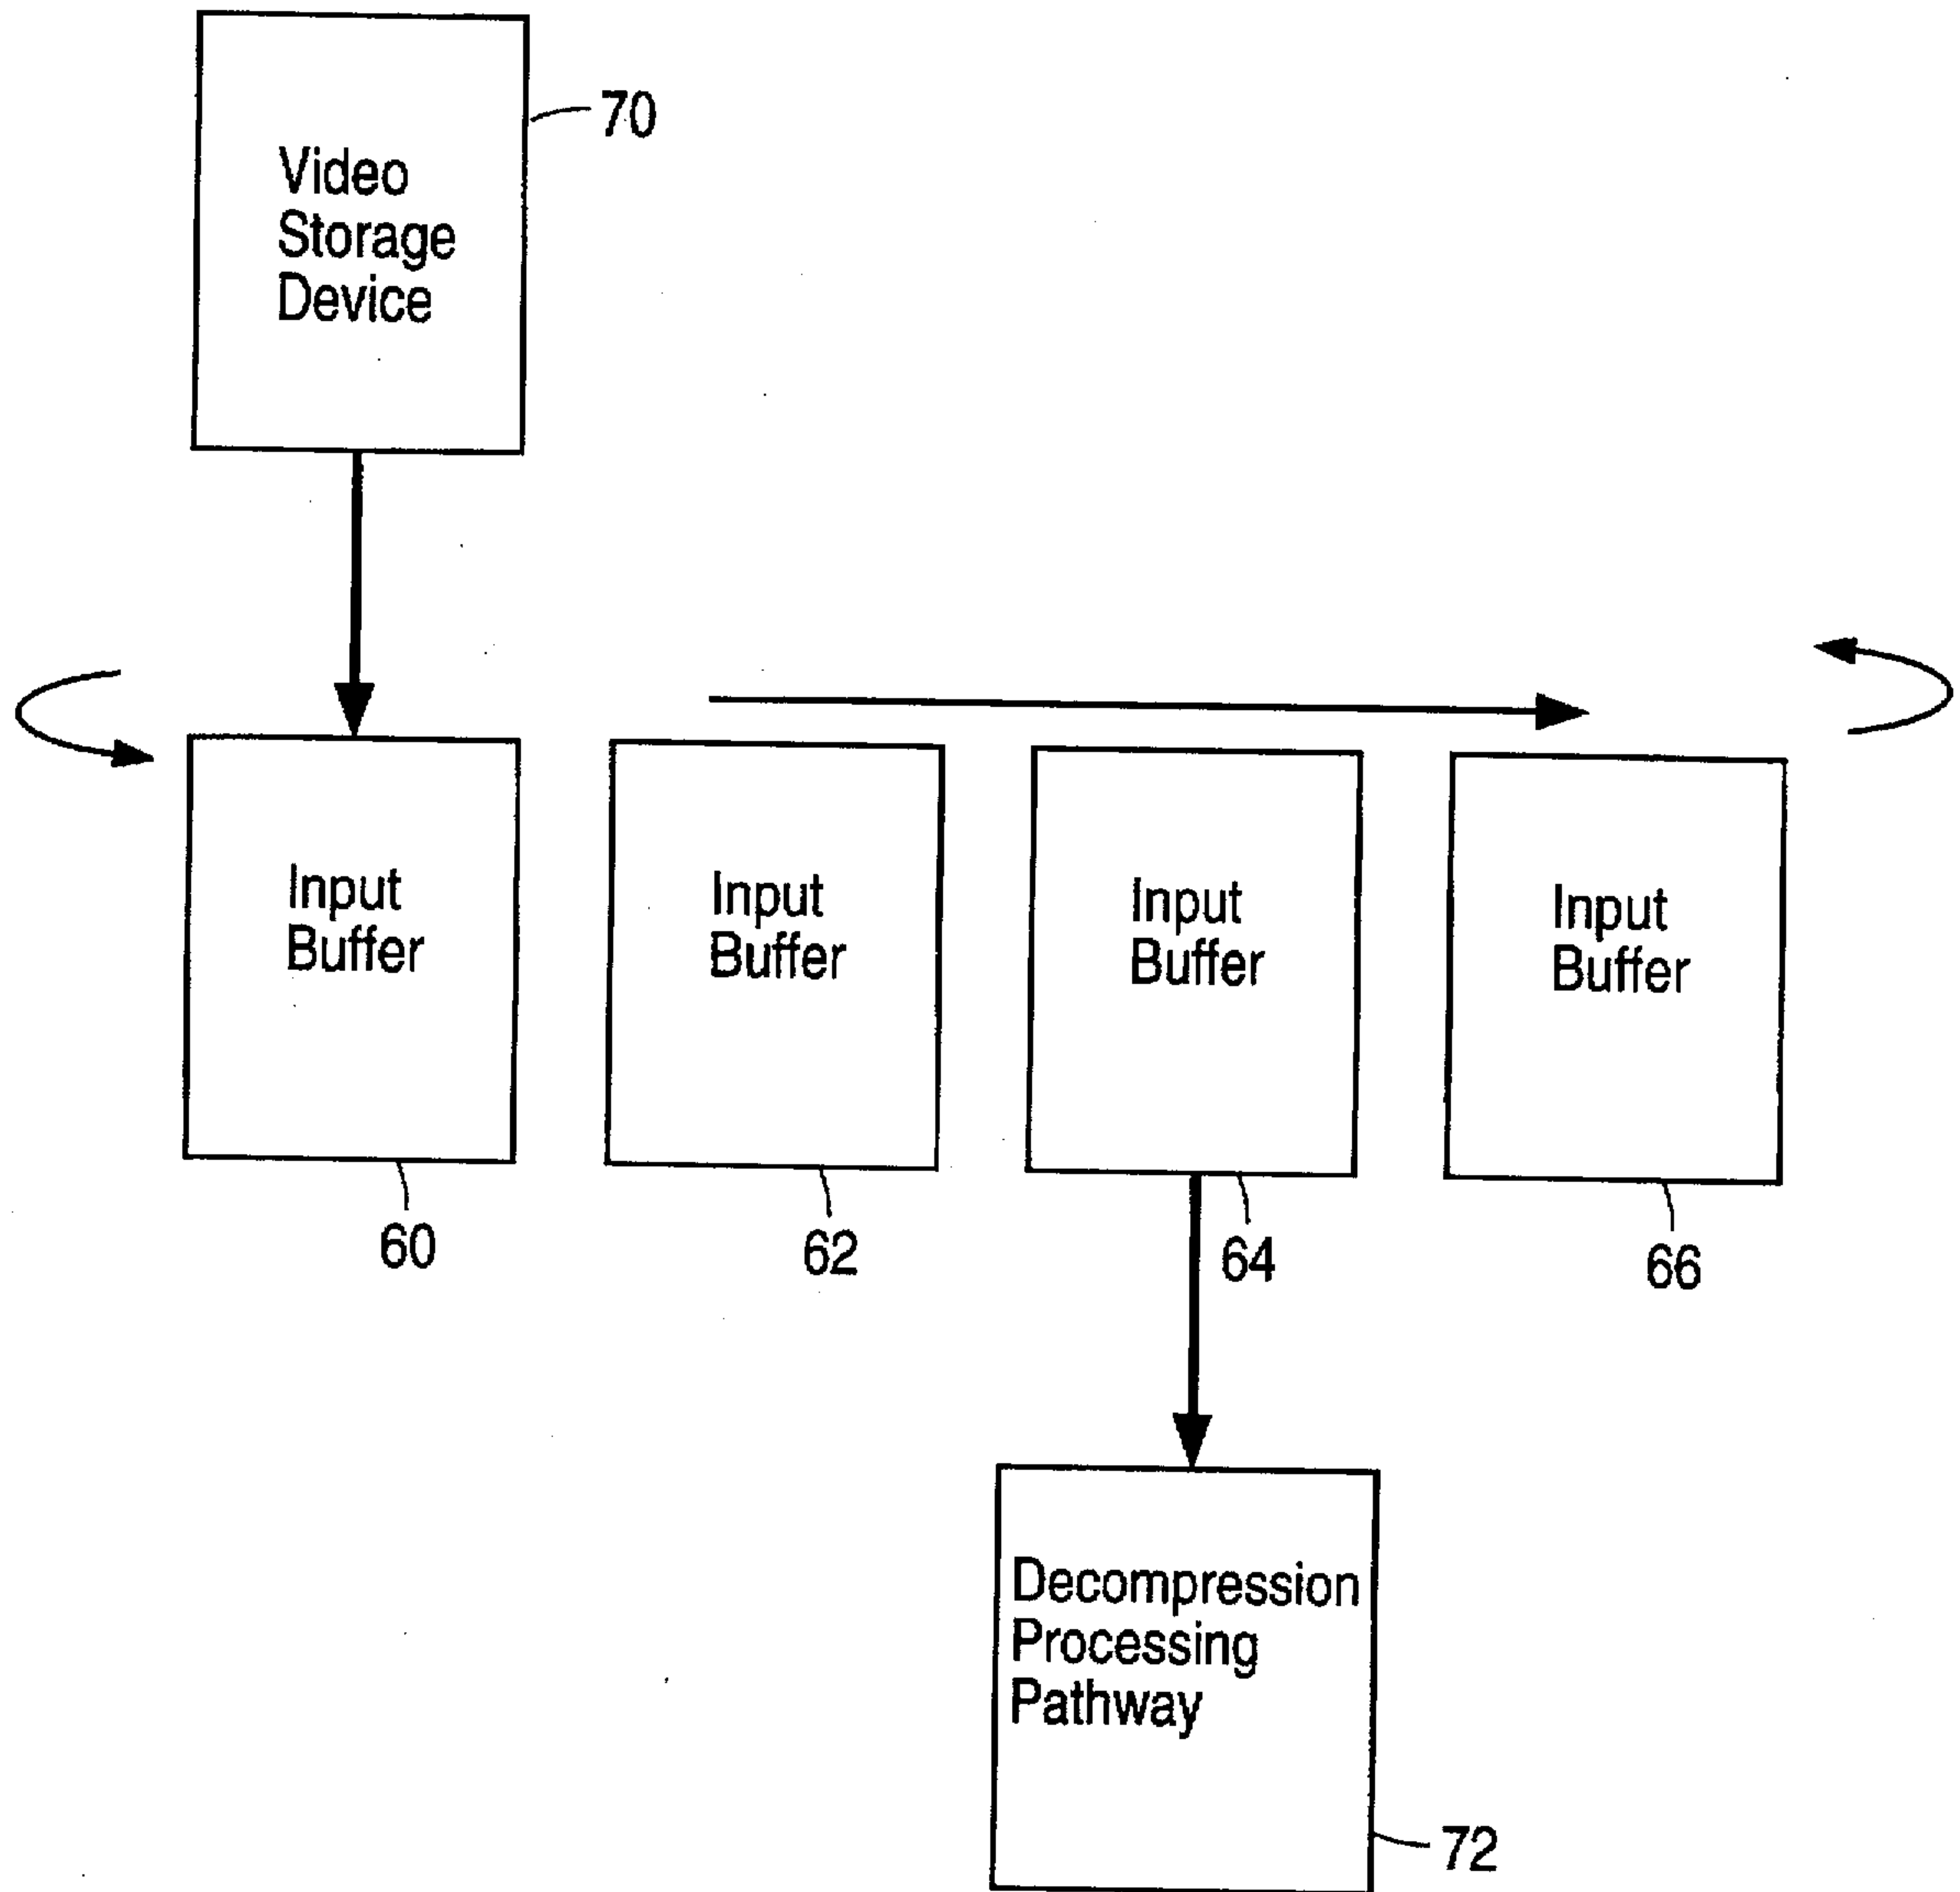 70
Video
Storage
Device
Input
Buffer
Input
Buffer
Input
Buffer
Input
Buffer
60
62
64
66
Decompression
Processing
Pathway
72